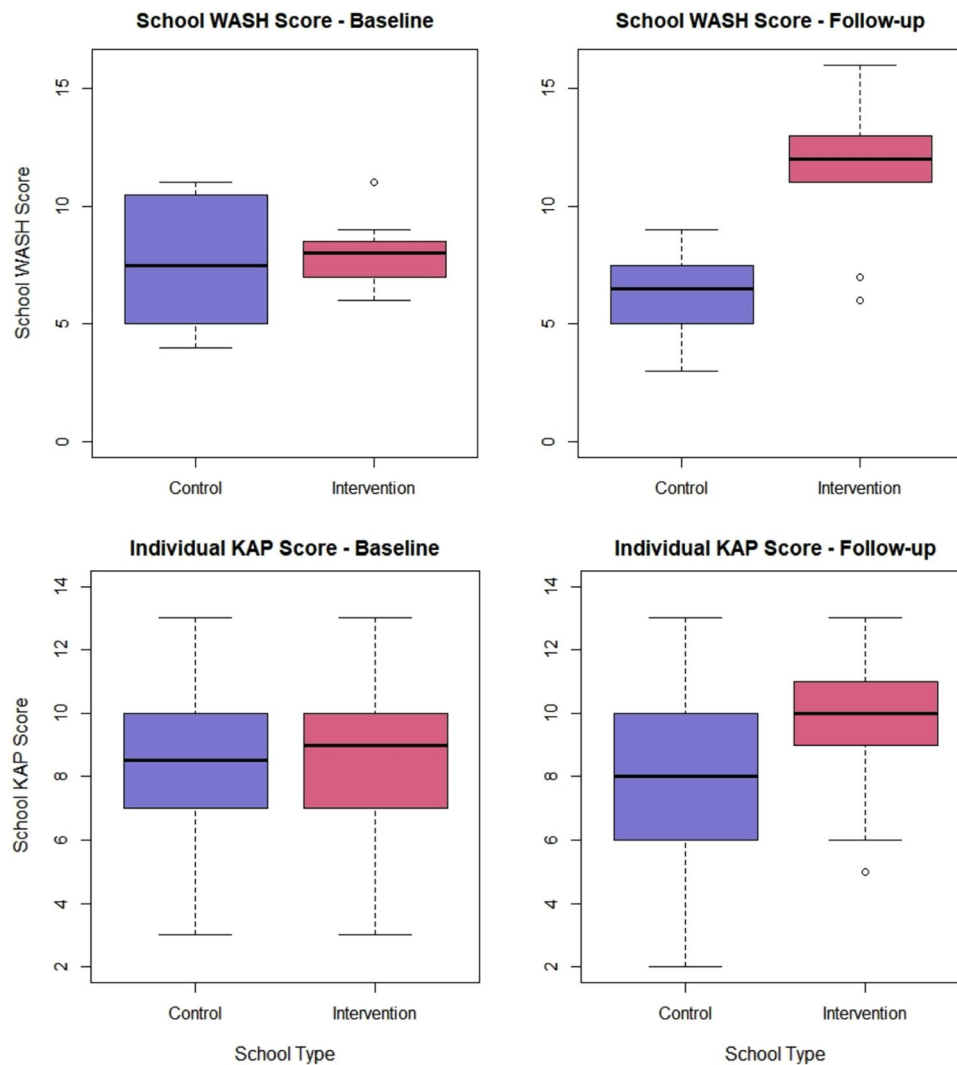 School WASH Score - Baseline
School WASH Score
15
10
5
0
Control
Intervention
School WASH Score - Follow-up
15
10
5
0
Control
Intervention
Individual KAP Score - Baseline
School KAP Score
14
12
10
8
6
4
2
Control
Intervention
School Type
Individual KAP Score - Follow-up
14
12
10
8
6
4
2
Control
Intervention
School Type